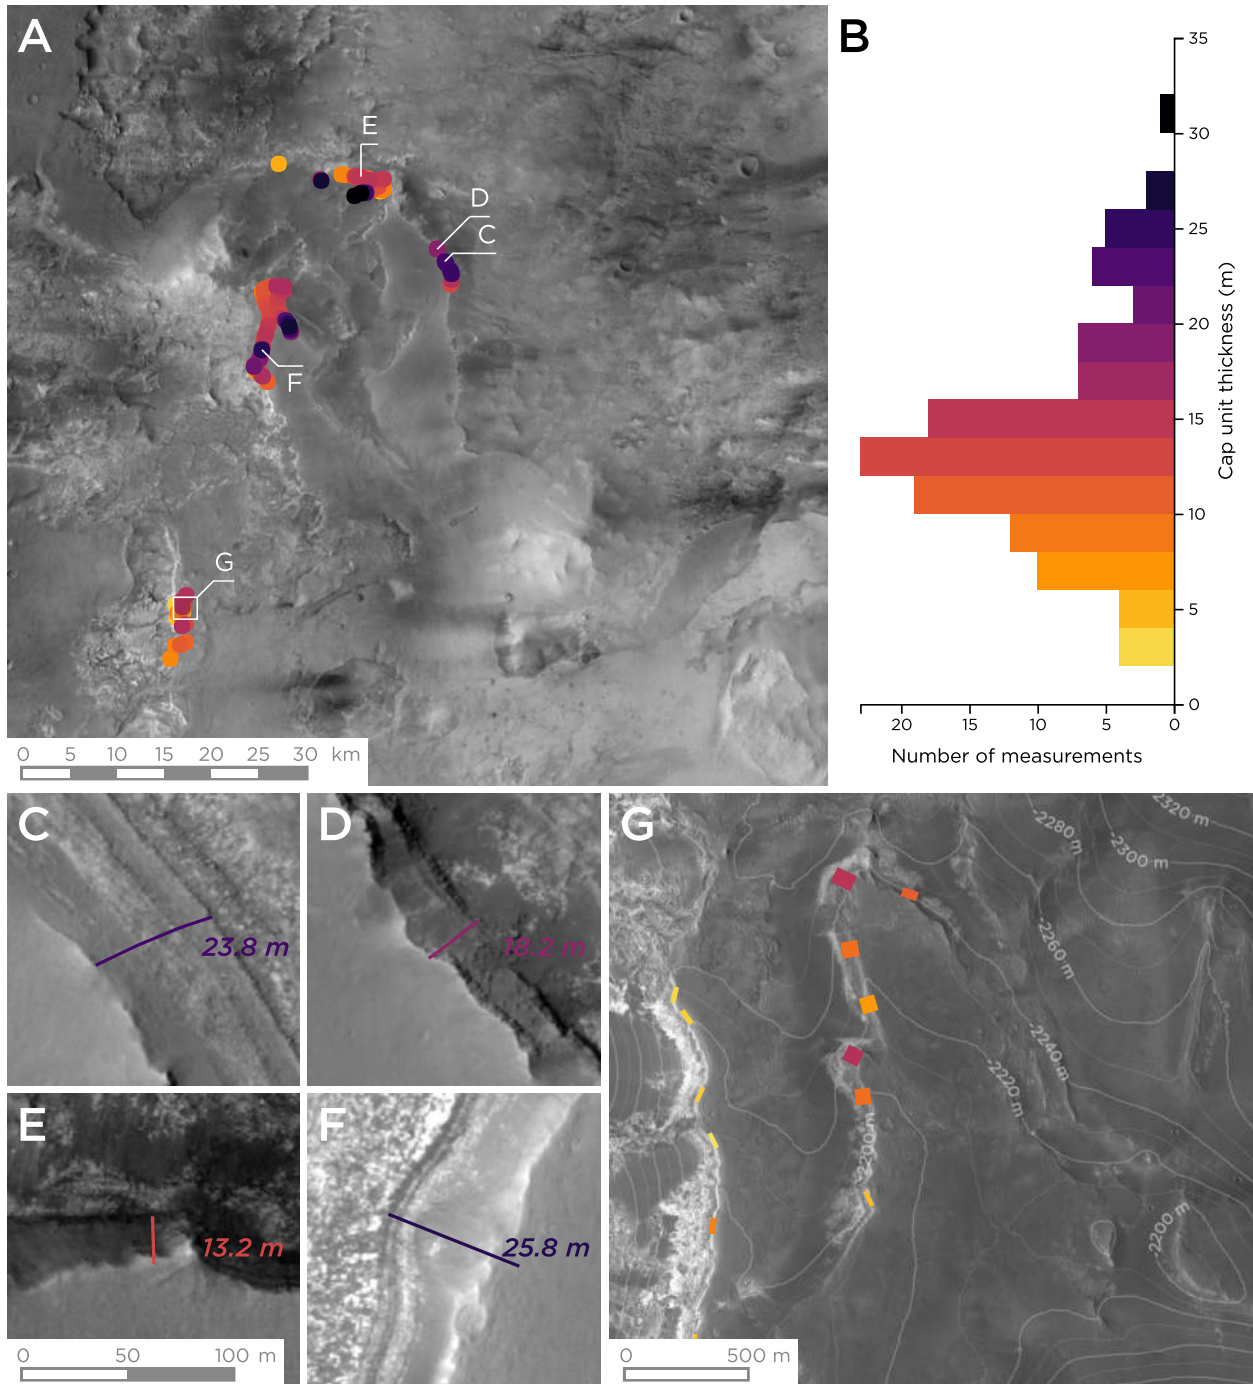 A
E
D
C
F
G
0 5 10 15 20 25 30 km
B
35
30
25
20
15
10
5
0
Cap unit thickness (m)
20 15 10 5 0
Number of measurements
C
23.8 m
D
18.2 m
E
13.2 m
0 50 100 m
F
25.8 m
G
-2320 m
-2280 m
-2300 m
-2260 m
-2240 m
-2220 m
-2200 m
-2200 m
0 500 m